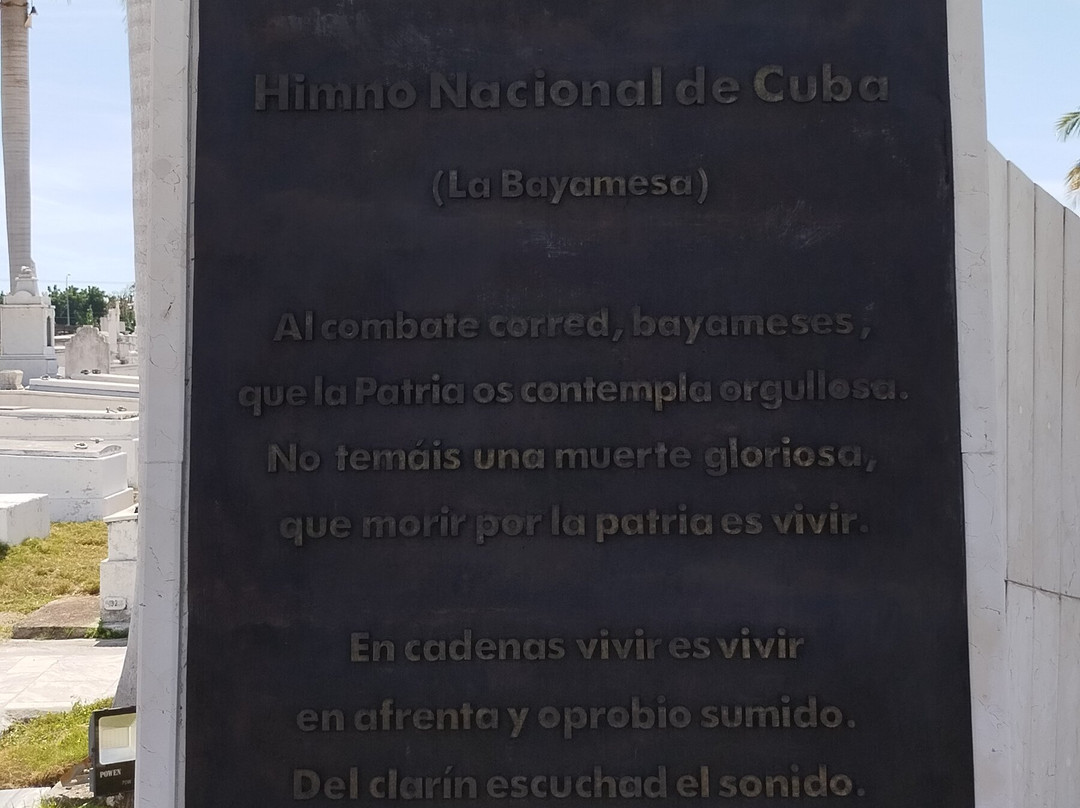 Himno Nacional de Cuba
(La Bayamesa)
Al combate corred, bayameses,
que la Patria os contempla orgullosa.
No temáis una muerte gloriosa,
que morir por la patria es vivir.
En cadenas vivir es vivir
en afrenta y oprobio sumido.
Del clarín escuchad el sonido.
POWEN